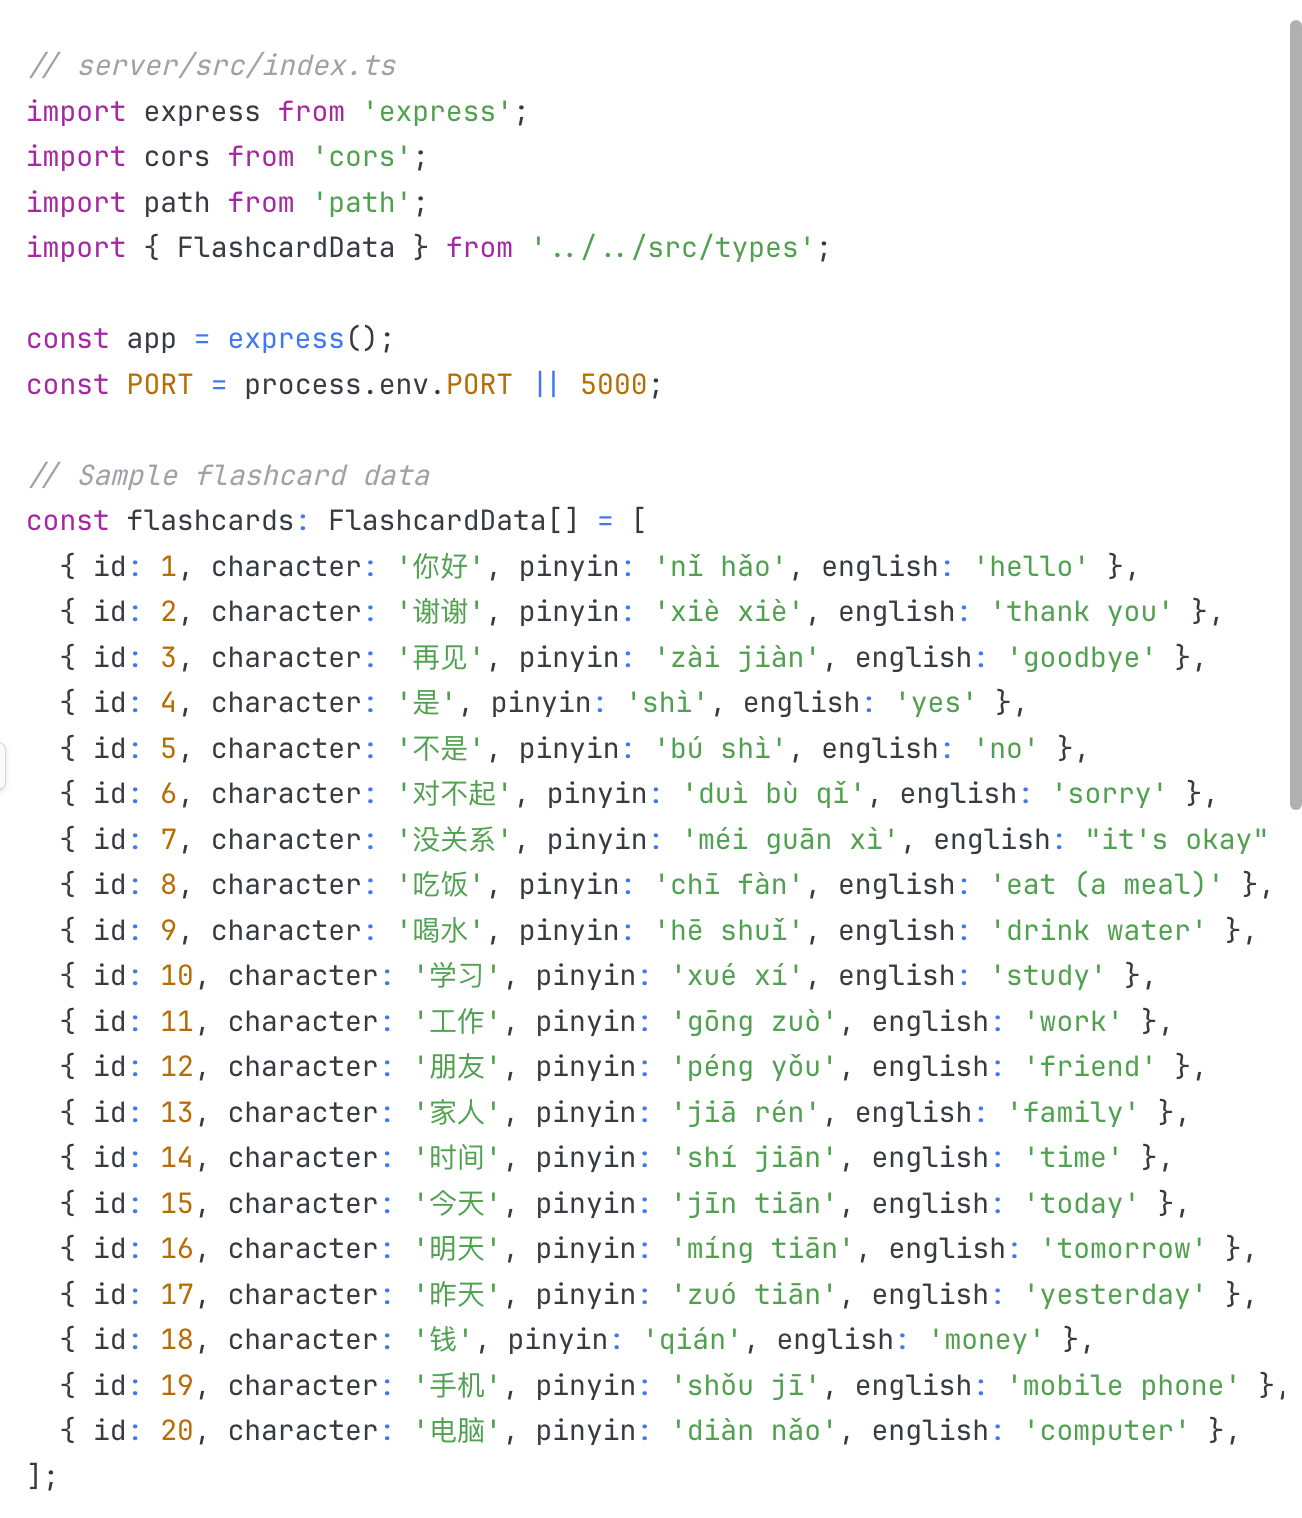 // server/src/index.ts
import express from 'express';
import cors from 'cors';
import path from 'path';
import { FlashcardData } from '../../src/types';
const app = express();
const PORT = process.env.PORT || 5000;
// Sample flashcard data
const flashcards: FlashcardData[] = [
{ id: 1, character: '你好', pinyin: 'nǐ hǎo', english: 'hello' },
{ id: 2, character: '谢谢', pinyin: 'xiè xiè', english: 'thank you' },
{ id: 3, character: '再见', pinyin: 'zài jiàn', english: 'goodbye' },
{ id: 4, character: '是', pinyin: 'shì', english: 'yes' },
{ id: 5, character: '不是', pinyin: 'bú shì', english: 'no' },
{ id: 6, character: '对不起', pinyin: 'duì bù qǐ', english: 'sorry' },
{ id: 7, character: '没关系', pinyin: 'méi guān xì', english: "it's okay"
{ id: 8, character: '吃饭', pinyin: 'chī fàn', english: 'eat (a meal)' },
{ id: 9, character: '喝水', pinyin: 'hē shuǐ', english: 'drink water' },
{ id: 10, character: '学习', pinyin: 'xué xí', english: 'study' },
{ id: 11, character: '工作', pinyin: 'gōng zuò', english: 'work' },
{ id: 12, character: '朋友', pinyin: 'péng yǒu', english: 'friend' },
{ id: 13, character: '家人', pinyin: 'jiā rén', english: 'family' },
{ id: 14, character: '时间', pinyin: 'shí jiān', english: 'time' },
{ id: 15, character: '今天', pinyin: 'jīn tiān', english: 'today' },
{ id: 16, character: '明天', pinyin: 'míng tiān', english: 'tomorrow' },
{ id: 17, character: '昨天', pinyin: 'zuó tiān', english: 'yesterday' },
{ id: 18, character: '钱', pinyin: 'qián', english: 'money' },
{ id: 19, character: '手机', pinyin: 'shǒu jī', english: 'mobile phone' },
{ id: 20, character: '电脑', pinyin: 'diàn nǎo', english: 'computer' },
];